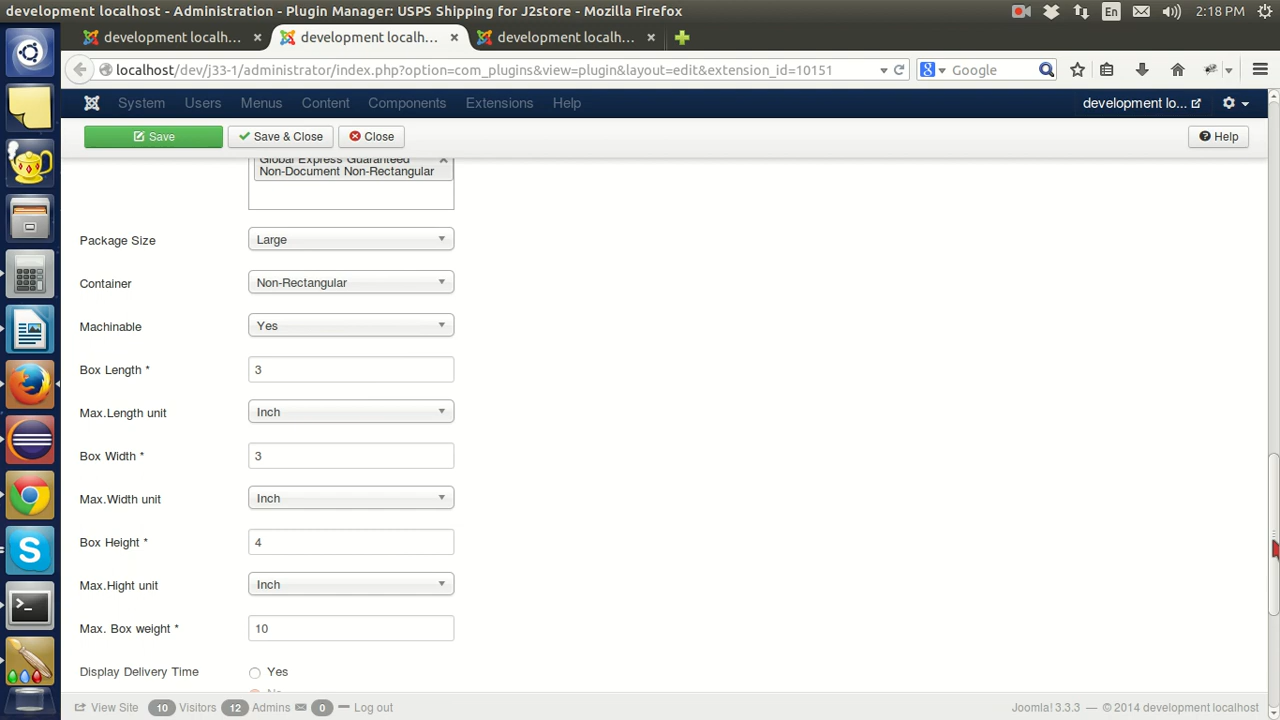 development localhost - Administration - Plugin Manager: USPS Shipping for J2store - Mozilla Firefox
En
2:18 PM
development localh...
development localh...
development localh...
localhost/dev/j33-1/administrator/index.php?option=com_plugins&view=plugin&layout=edit&extension_id=10151
Google
System Users Menus Content Components Extensions Help
development lo...
Save
Save & Close
Close
Help
Global Express Guaranteed
Non-Document Non-Rectangular
Package Size Large
Container Non-Rectangular
Machinable Yes
Box Length * 3
Max.Length unit Inch
Box Width * 3
Max.Width unit Inch
Box Height * 4
Max.Hight unit Inch
Max. Box weight * 10
Display Delivery Time Yes
No
View Site 10 Visitors 12 Admins 0 Log out
Joomla! 3.3.3 — © 2014 development localhost